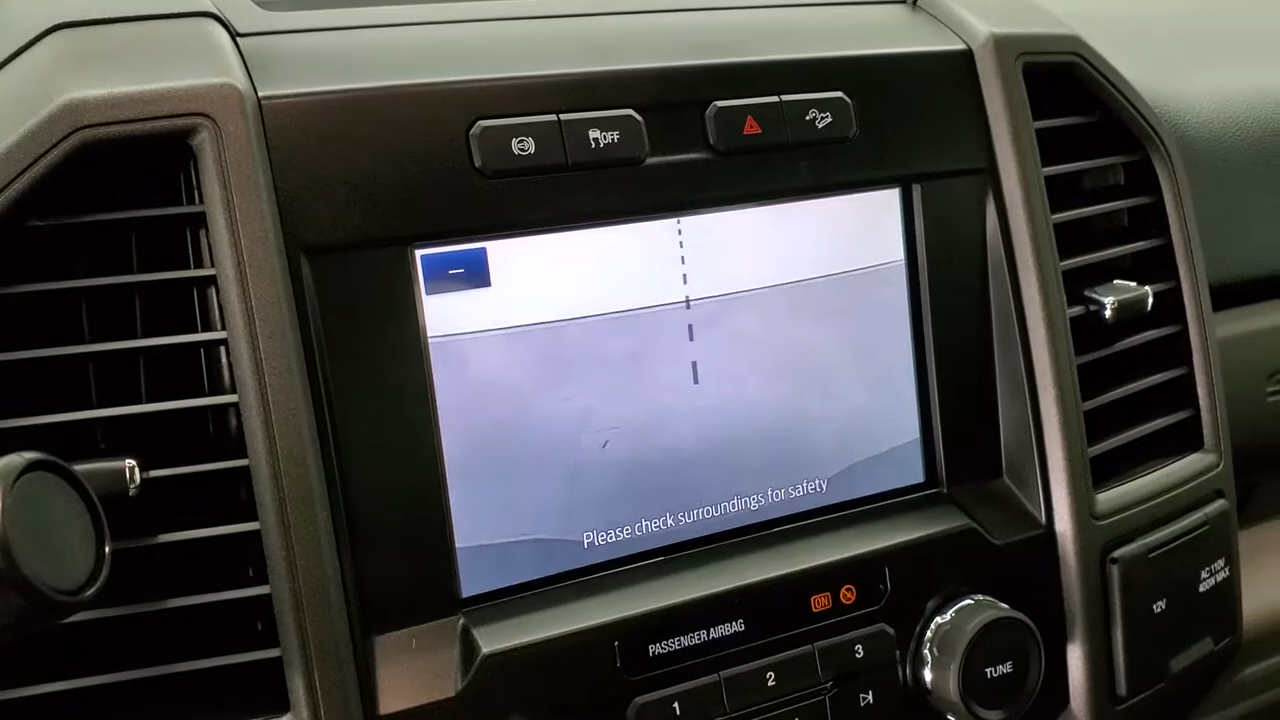 OFF
Please check surroundings for safety
PASSENGER AIRBAG
ON
1
2
3
TUNE
12V
AC 110V
400W MAX